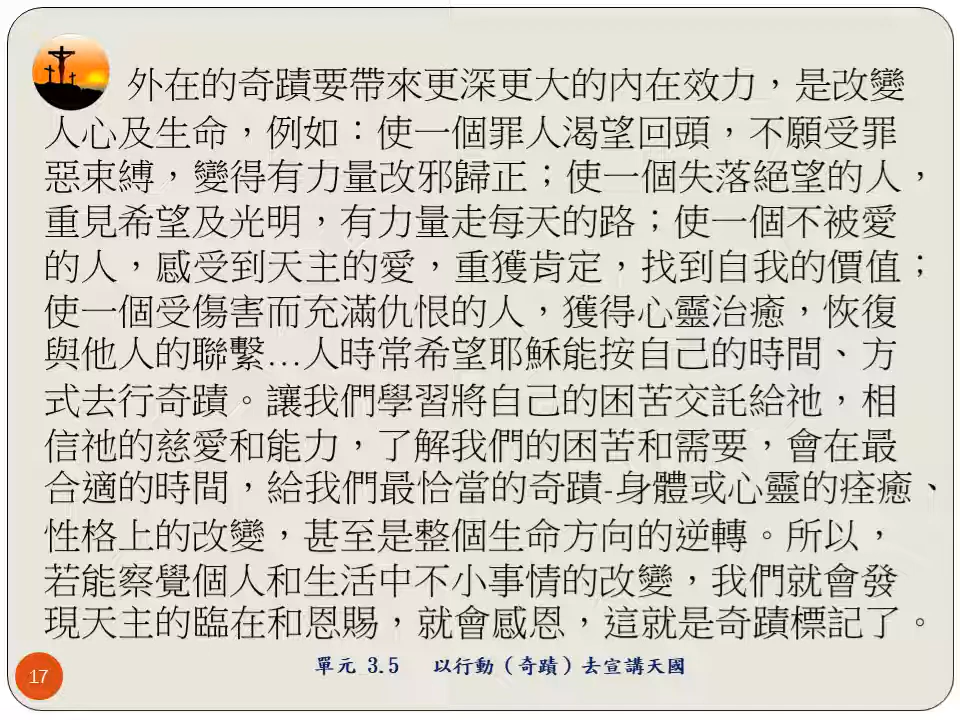 外在的奇蹟要帶來更深更大的內在效力，是改變
人心及生命，例如：使一個罪人渴望回頭，不願受罪
惡束縛，變得有力量改邪歸正；使一個失落絕望的人，
重見希望及光明，有力量走每天的路；使一個不被愛
的人，感受到天主的愛，重獲肯定，找到自我的價值；
使一個受傷害而充滿仇恨的人，獲得心靈治癒，恢復
與他人的聯繫…人時常希望耶穌能按自己的時間、方
式去行奇蹟。讓我們學習將自己的困苦交託給祂，相
信祂的慈愛和能力，了解我們的困苦和需要，會在最
合適的時間，給我們最恰當的奇蹟-身體或心靈的痊癒、
性格上的改變，甚至是整個生命方向的逆轉。所以，
若能察覺個人和生活中不小事情的改變，我們就會發
現天主的臨在和恩賜，就會感恩，這就是奇蹟標記了。
單元 3.5 以行動（奇蹟）去宣講天國
17